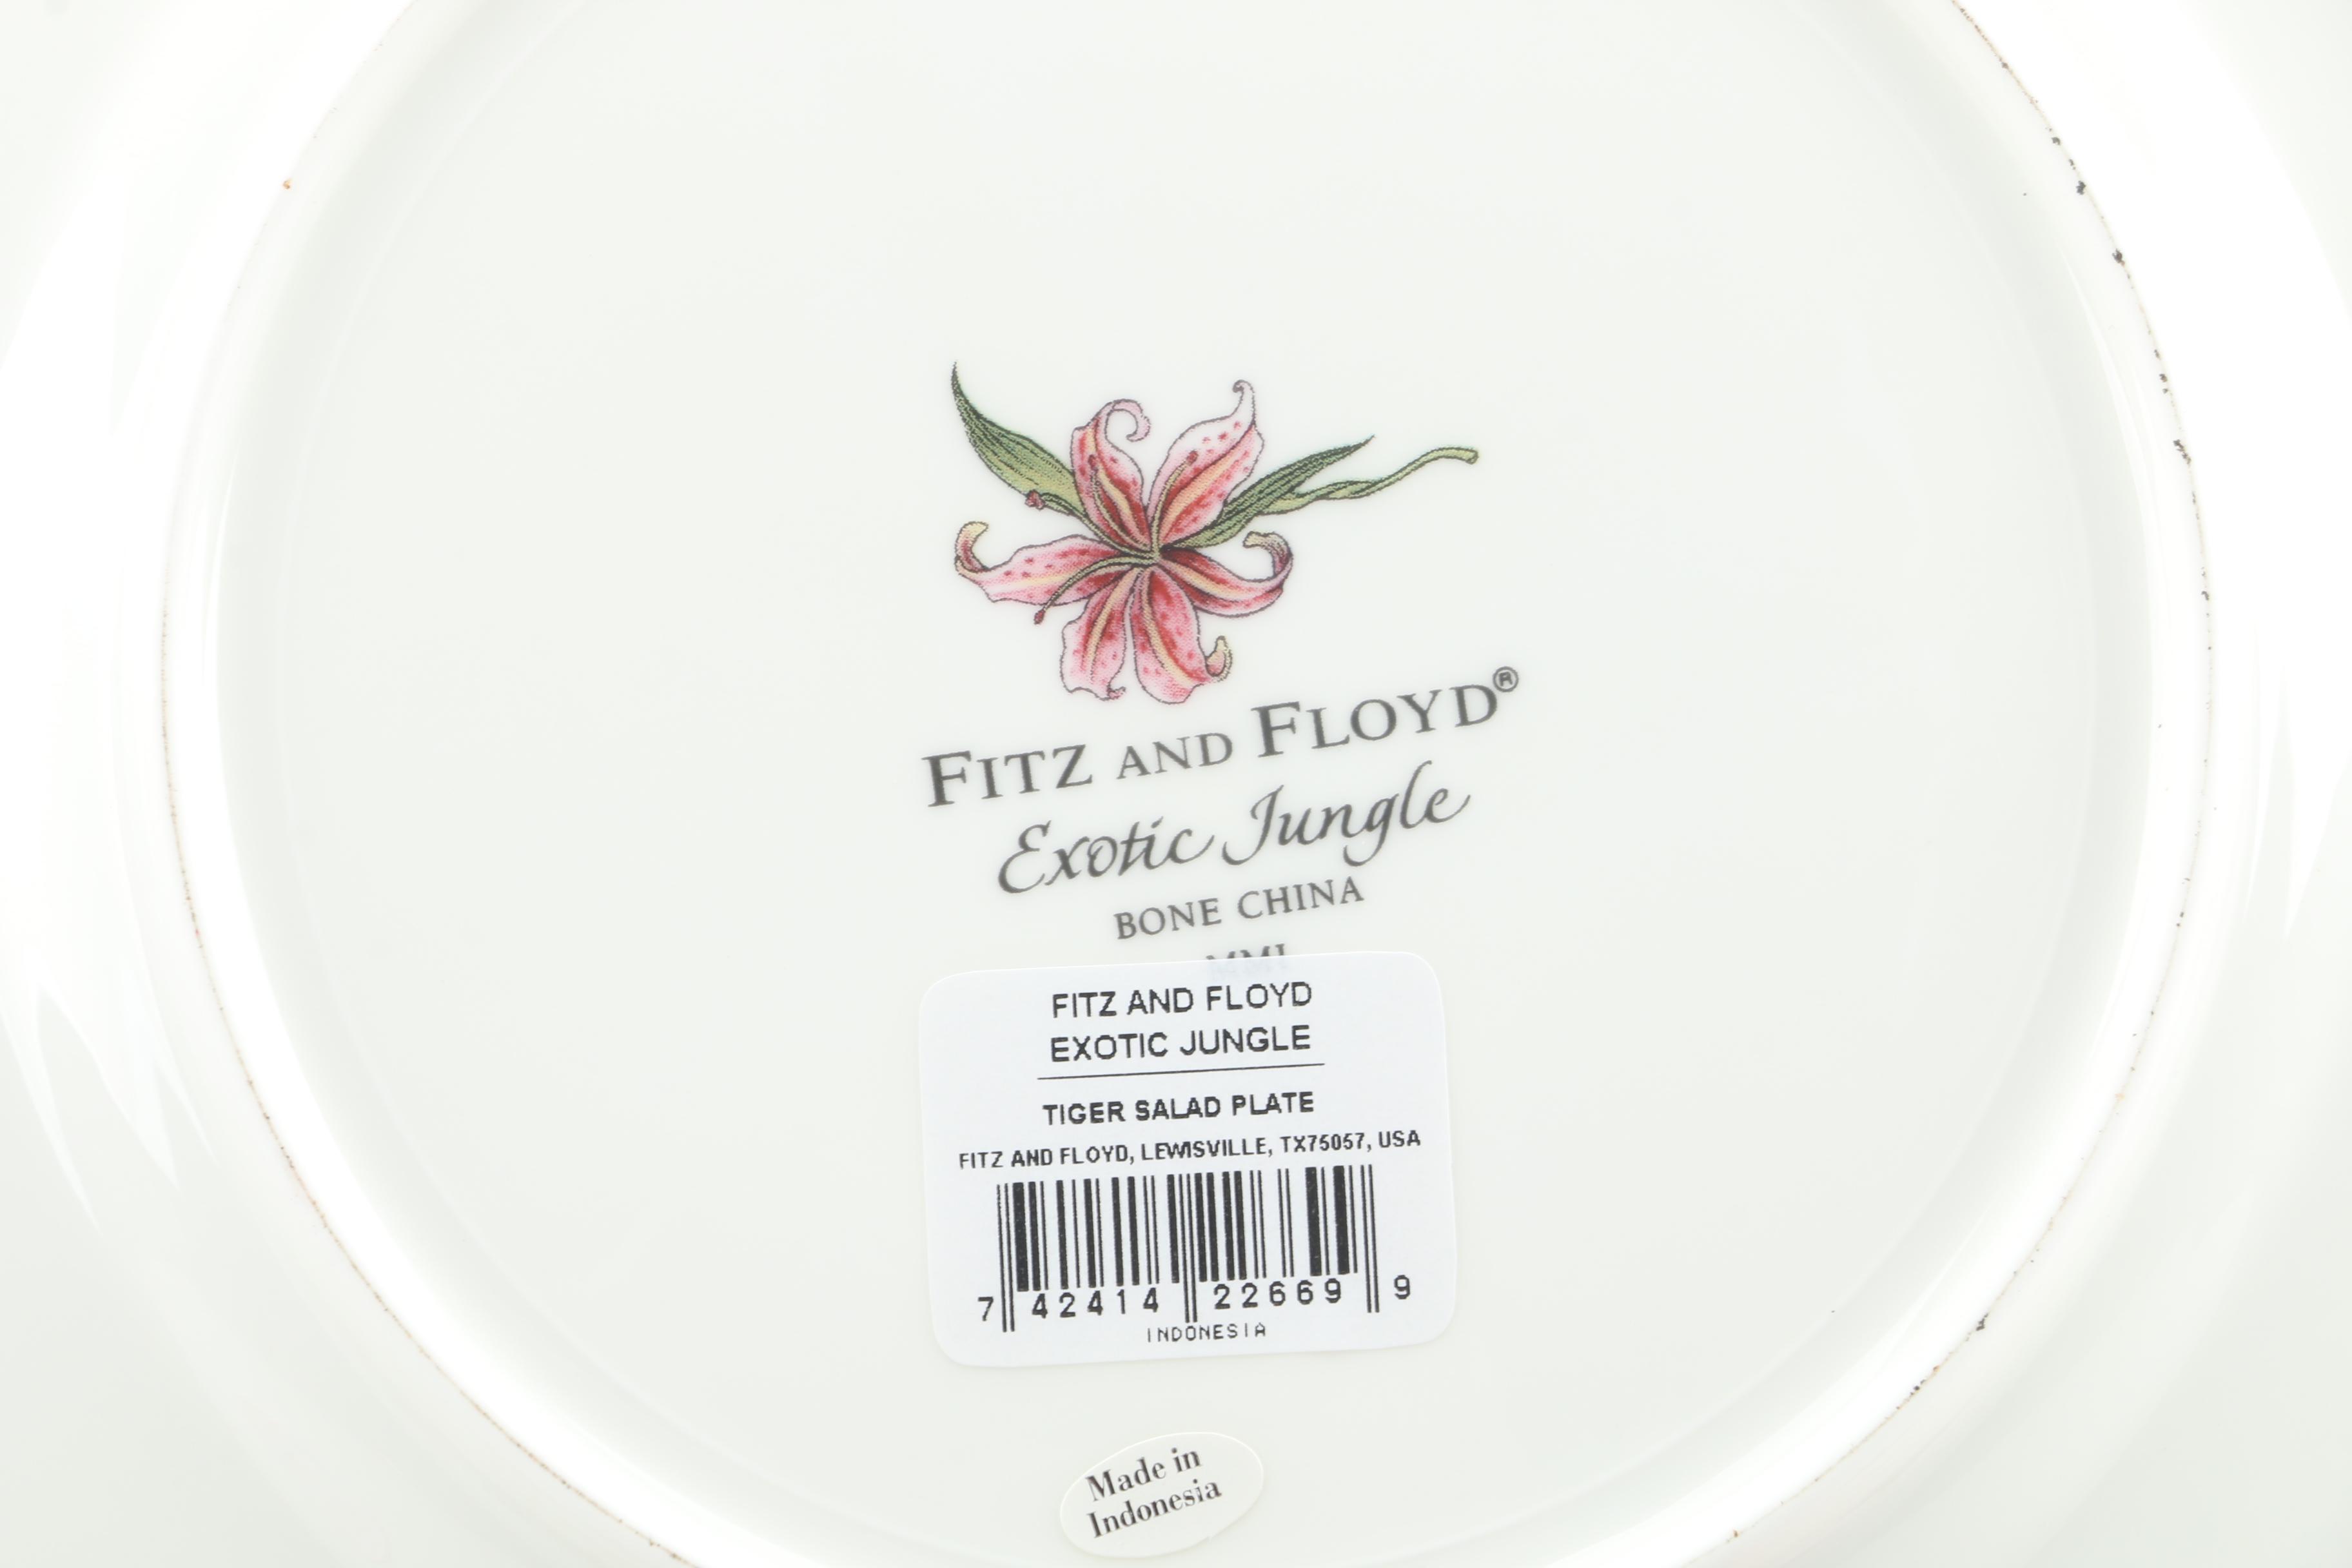 FITZ AND FLOYD®
Exotic Jungle
BONE CHINA
MMI
FITZ AND FLOYD
EXOTIC JUNGLE
TIGER SALAD PLATE
FITZ AND FLOYD, LEWISVILLE, TX75057, USA
7 42414 22669 9
INDONESIA
Made in
Indonesia